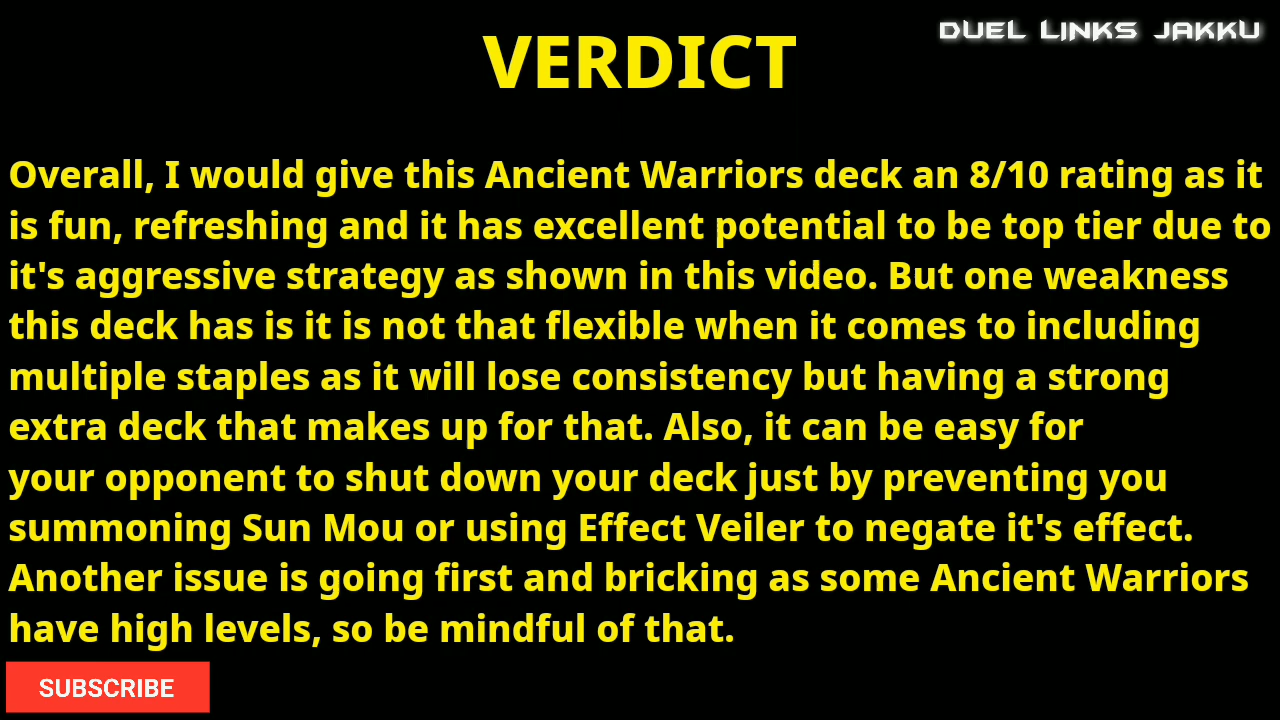 VERDICT
DUEL LINKS JAKKU
Overall, I would give this Ancient Warriors deck an 8/10 rating as it
is fun, refreshing and it has excellent potential to be top tier due to
it's aggressive strategy as shown in this video. But one weakness
this deck has is it is not that flexible when it comes to including
multiple staples as it will lose consistency but having a strong
extra deck that makes up for that. Also, it can be easy for
your opponent to shut down your deck just by preventing you
summoning Sun Mou or using Effect Veiler to negate it's effect.
Another issue is going first and bricking as some Ancient Warriors
have high levels, so be mindful of that.
SUBSCRIBE